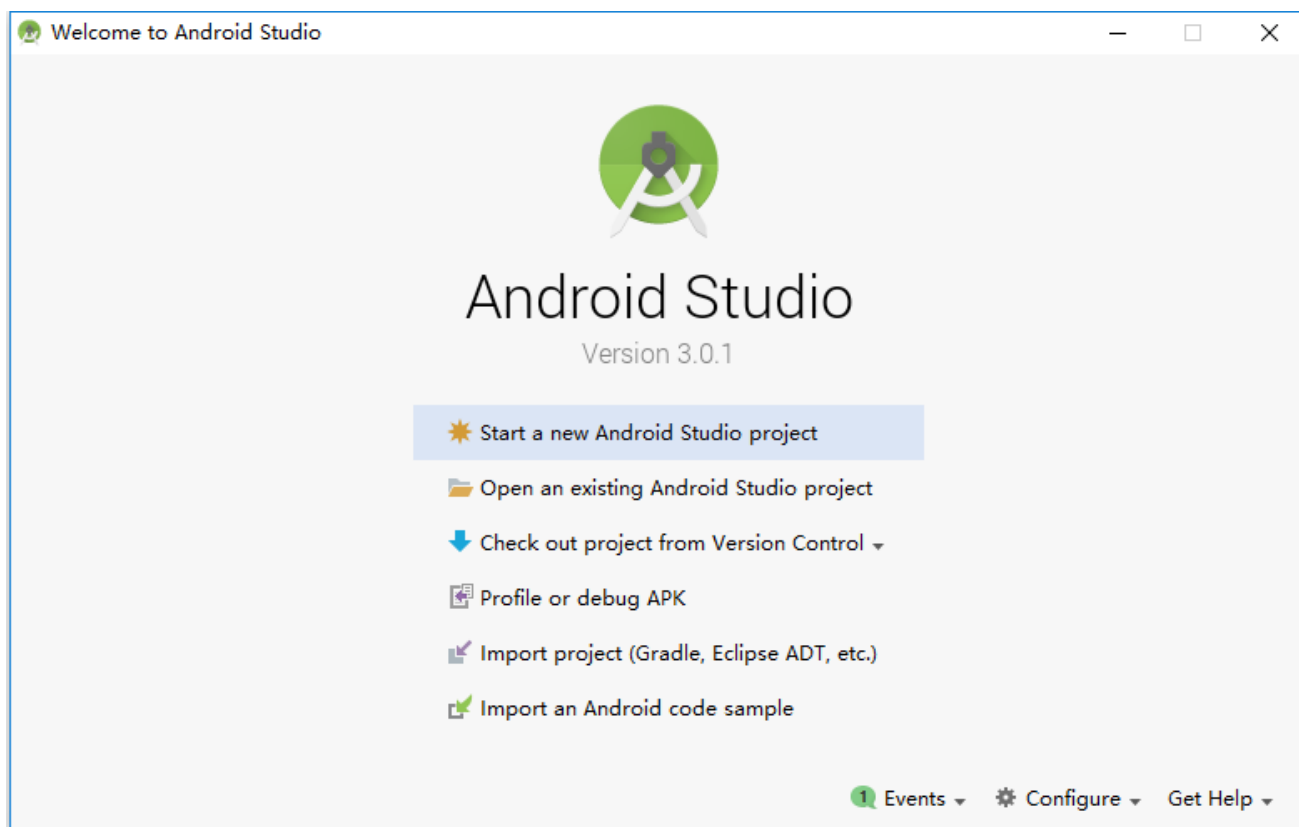 Welcome to Android Studio
Android Studio
Version 3.0.1
Start a new Android Studio project
Open an existing Android Studio project
Check out project from Version Control
Profile or debug APK
Import project (Gradle, Eclipse ADT, etc.)
Import an Android code sample
1 Events Configure Get Help